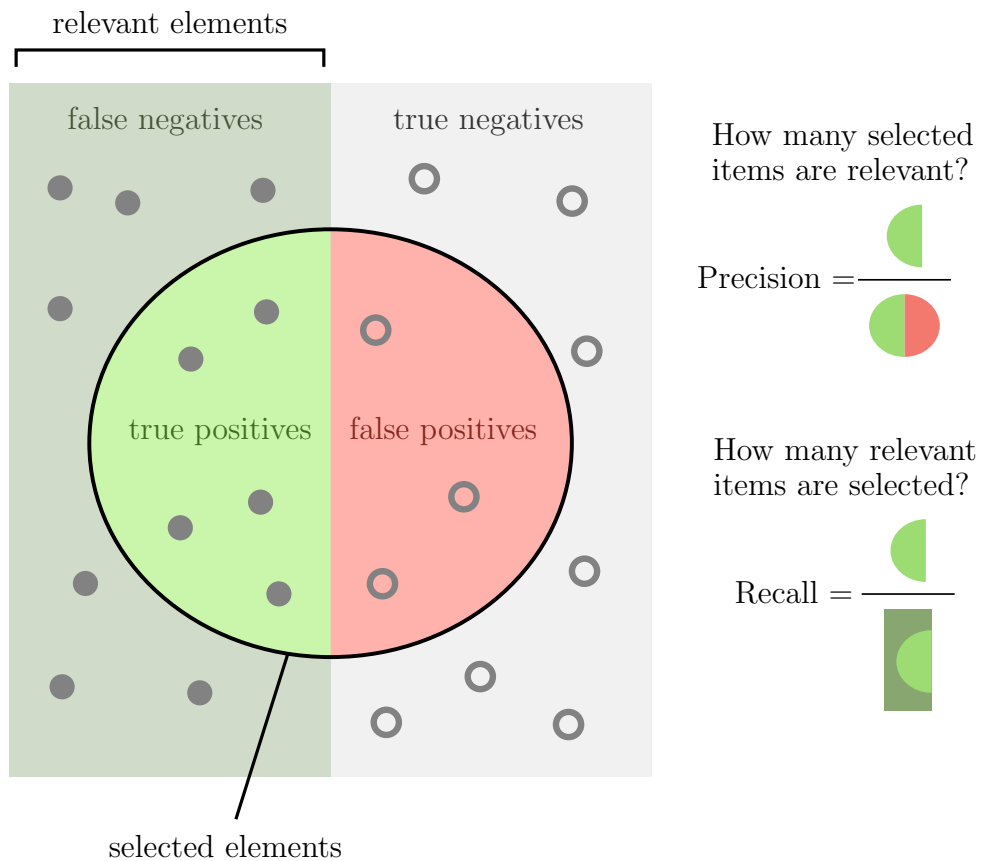 relevant elements
false negatives
true negatives
true positives
false positives
selected elements
How many selected
items are relevant?
Precision =
How many relevant
items are selected?
Recall =